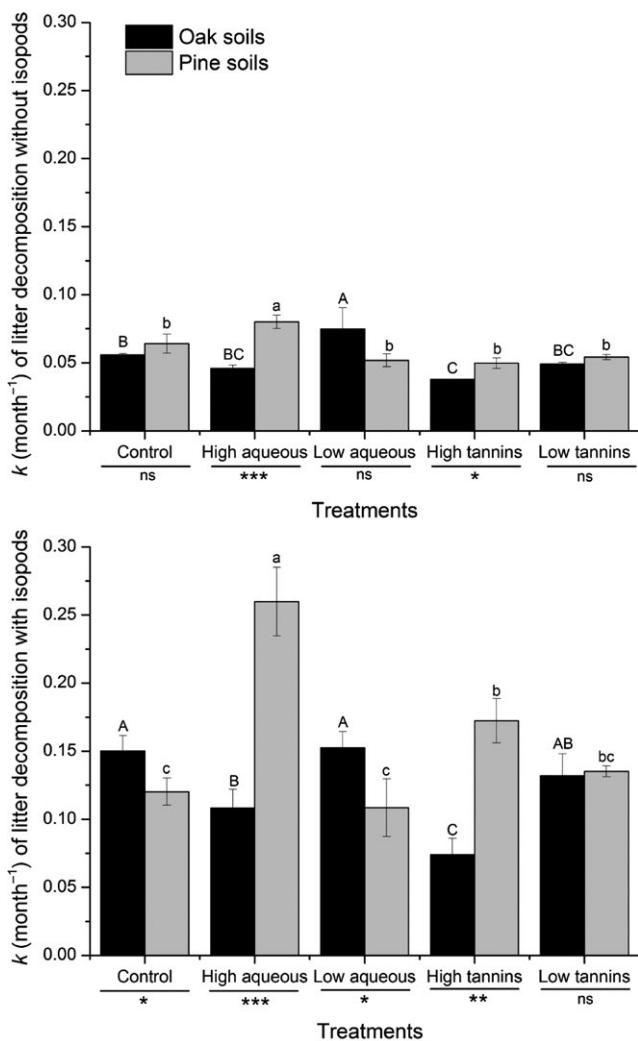 k (month⁻¹) of litter decomposition without isopods
0.30
0.25
0.20
0.15
0.10
0.05
0.00
Oak soils
Pine soils
B b BC a A b C b BC b
Control High aqueous Low aqueous High tannins Low tannins
ns *** ns * ns
Treatments
k (month⁻¹) of litter decomposition with isopods
0.30
0.25
0.20
0.15
0.10
0.05
0.00
A c B a A c C b AB bc
Control High aqueous Low aqueous High tannins Low tannins
* *** * ** ns
Treatments